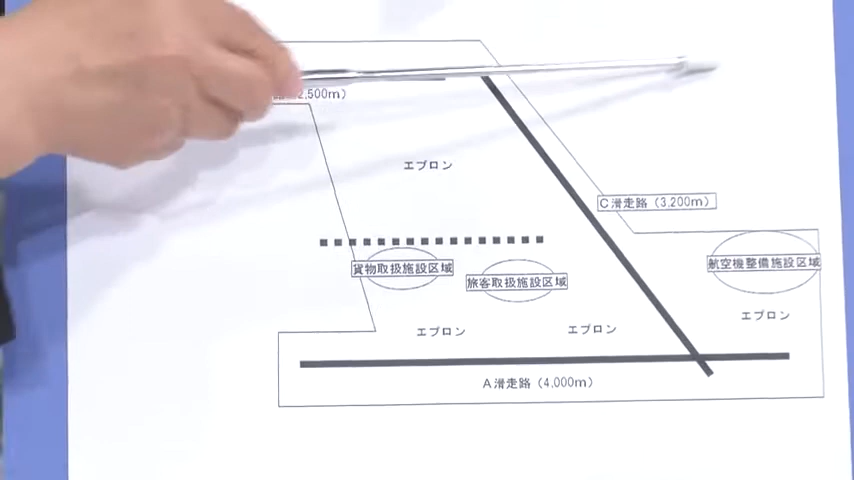 2,500m)
エプロン
C滑走路(3,200m)
貨物取扱施設区域
旅客取扱施設区域
航空機整備施設区域
エプロン
エプロン
エプロン
A滑走路(4,000m)